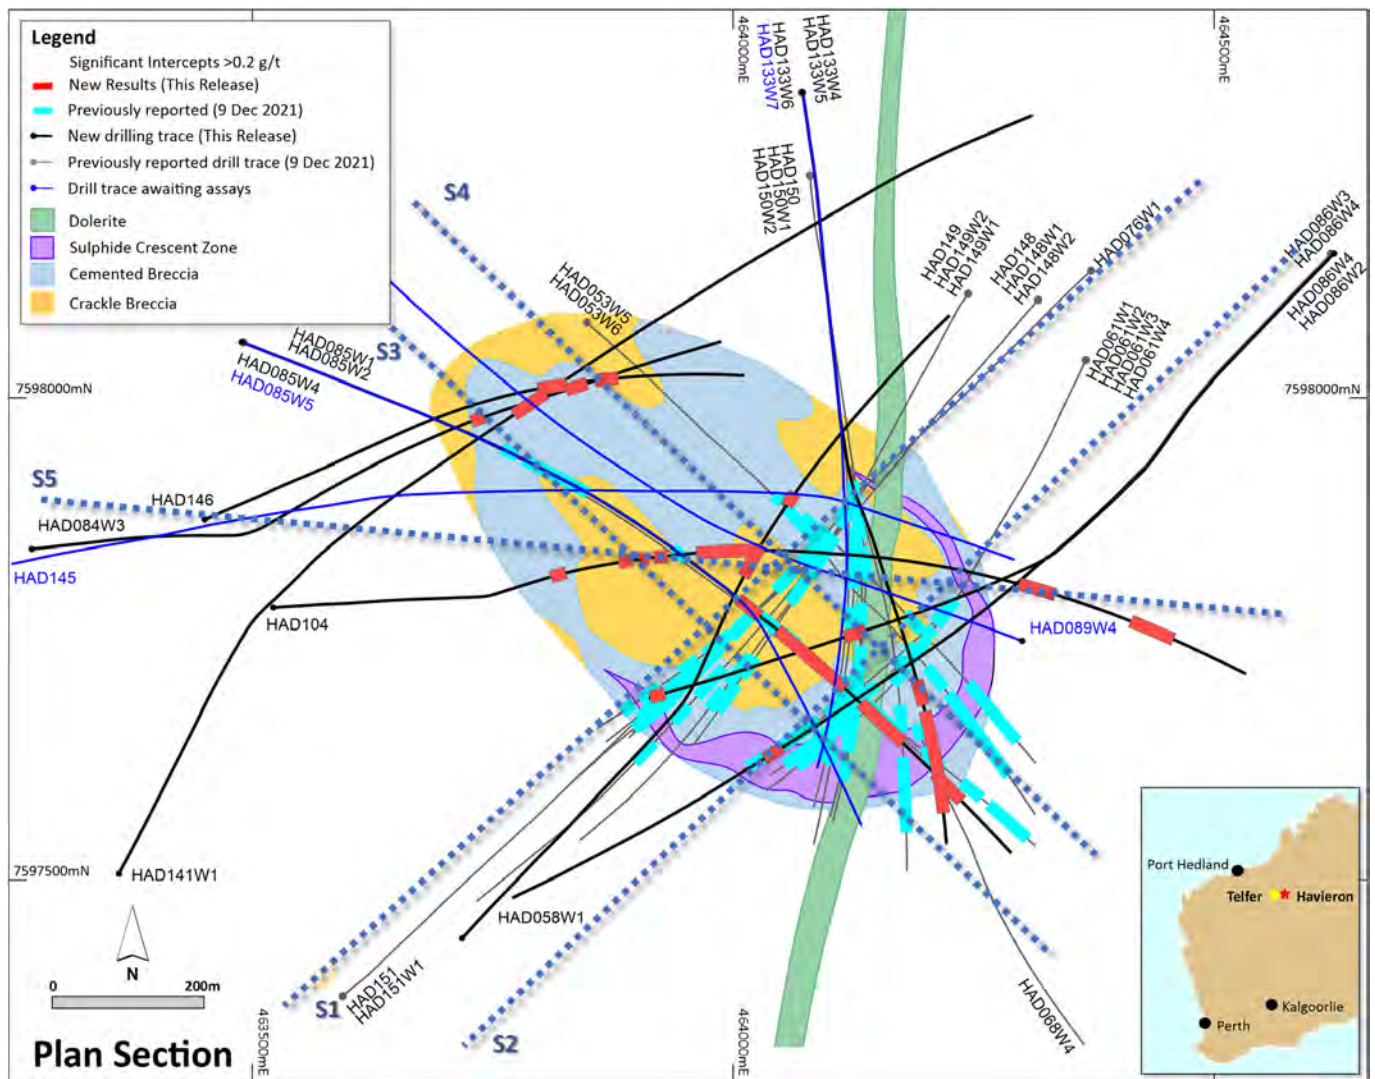 Legend
Significant Intercepts >0.2 g/t
New Results (This Release)
Previously reported (9 Dec 2021)
New drilling trace (This Release)
Previously reported drill trace (9 Dec 2021)
Drill trace awaiting assays
Dolerite
Sulphide Crescent Zone
Cemented Breccia
Crackle Breccia
464000mE
464500mE
HAD133W4
HAD133W5
HAD133W6
HAD133W7
HAD150
HAD150W1
HAD150W2
S4
HAD149
HAD149W2
HAD149W1
HAD148
HAD148W1
HAD148W2
HAD076W1
HAD086W3
HAD086W4
HAD086W4
HAD086W2
HAD061W1
HAD061W2
HAD061W3
HAD061W4
HAD053W5
HAD053W6
S3
HAD085W1
HAD085W2
HAD085W4
HAD085W5
7598000mN
7598000mN
S5
HAD146
HAD084W3
HAD145
HAD104
HAD089W4
7597500mN
HAD141W1
HAD058W1
N
0
200m
S1
HAD151
HAD151W1
S2
HAD068W4
463500mE
464000mE
Plan Section
Port Hedland
Telfer
Havieron
Kalgoorlie
Perth